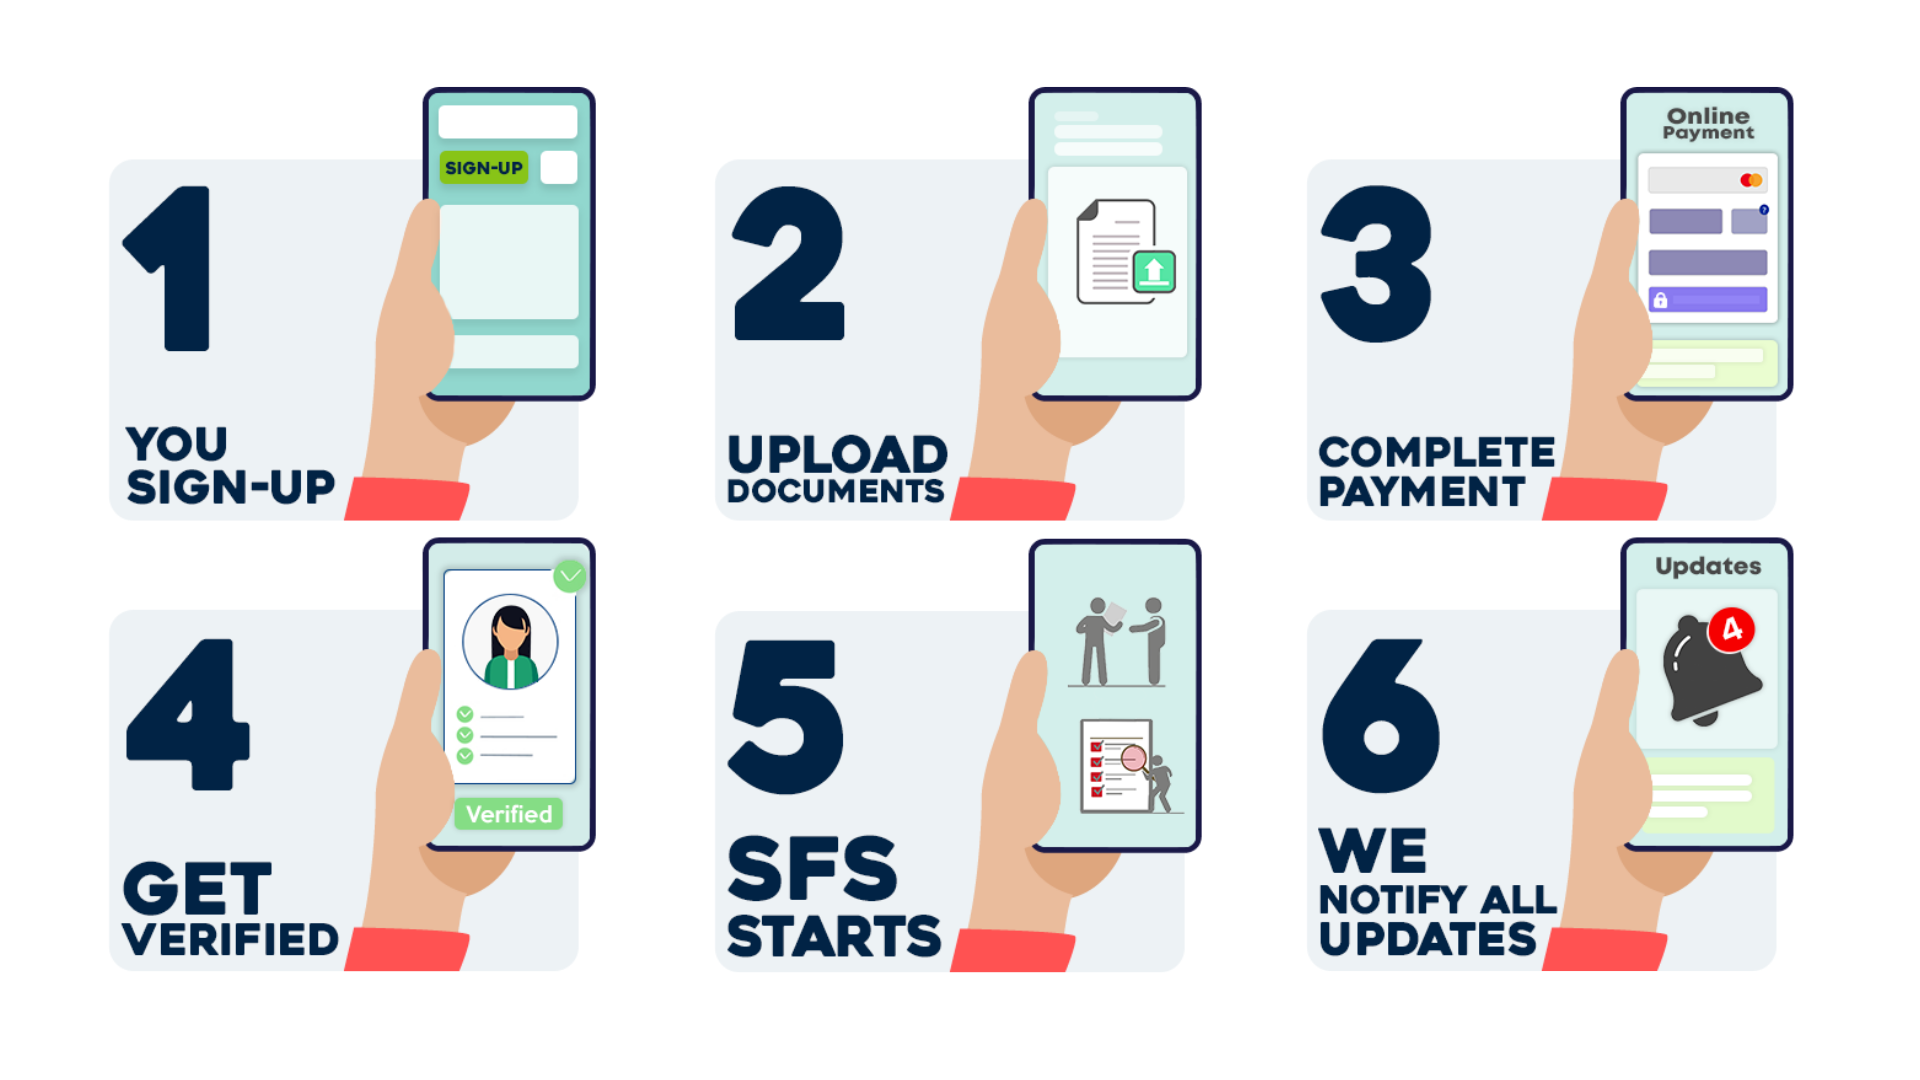 1
YOU
SIGN-UP
SIGN-UP
2
UPLOAD
DOCUMENTS
3
COMPLETE
PAYMENT
Online
Payment
?
4
GET
VERIFIED
Verified
5
SFS
STARTS
6
WE
NOTIFY ALL
UPDATES
Updates
4